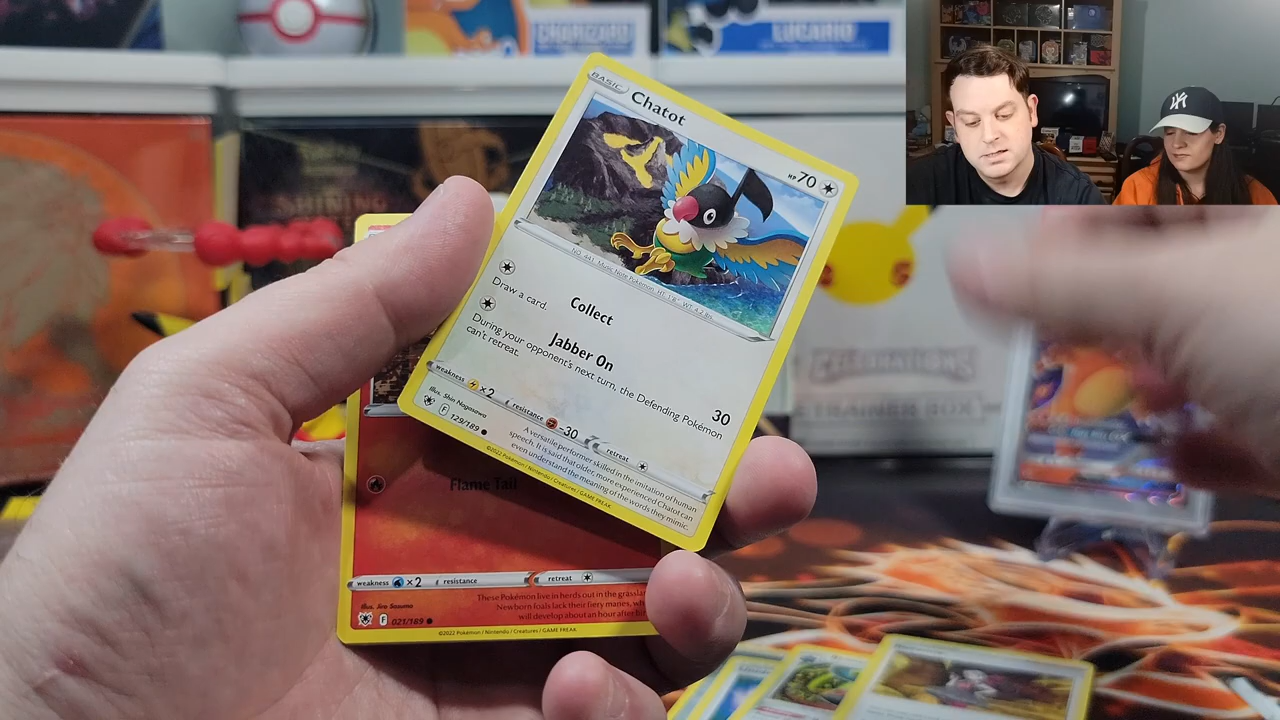 CHARIZARD
LUCARIO
SHINING
CELEBRATIONS
TRAINER BOX
NY
BASIC
Chatot
HP 70
NO. 441 Music Note Pokémon HT: 1'8" WT: 4.2 lbs.
Collect
Draw a card.
Jabber On
30
During your opponent's next turn, the Defending Pokémon
can't retreat.
weakness ×2 resistance -30 retreat
Illus. Shin Nagasawa
F 129/189
A versatile performer skilled in the imitation of human
speech. It is said that older, more experienced Chatot can
even understand the meaning of the words they mimic.
©2022 Pokémon / Nintendo / Creatures / GAME FREAK
Flame Tail
weakness ×2 resistance retreat
Illus. Jiro Sasumo
F 021/189
These Pokémon live in herds out in the
Newborn foals lack their fiery manes, wh
will develop about an hour after
©2022 Pokémon / Nintendo / Creatures / GAME FREAK